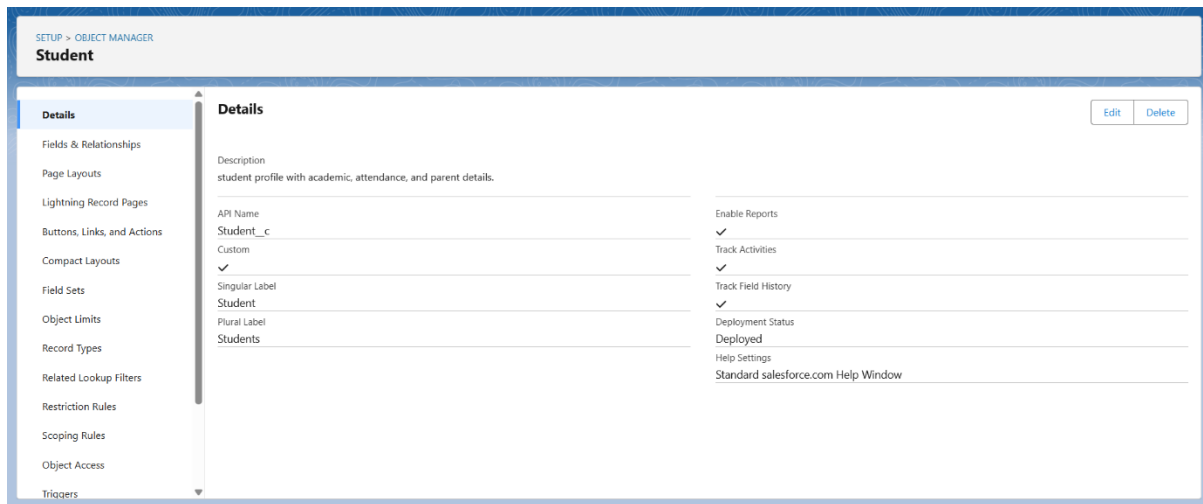 SETUP > OBJECT MANAGER
Student
Details
Fields & Relationships
Page Layouts
Lightning Record Pages
Buttons, Links, and Actions
Compact Layouts
Field Sets
Object Limits
Record Types
Related Lookup Filters
Restriction Rules
Scoping Rules
Object Access
Triggers
Details
Edit
Delete
Description
student profile with academic, attendance, and parent details.
API Name
Student__c
Custom
Singular Label
Student
Plural Label
Students
Enable Reports
Track Activities
Track Field History
Deployment Status
Deployed
Help Settings
Standard salesforce.com Help Window